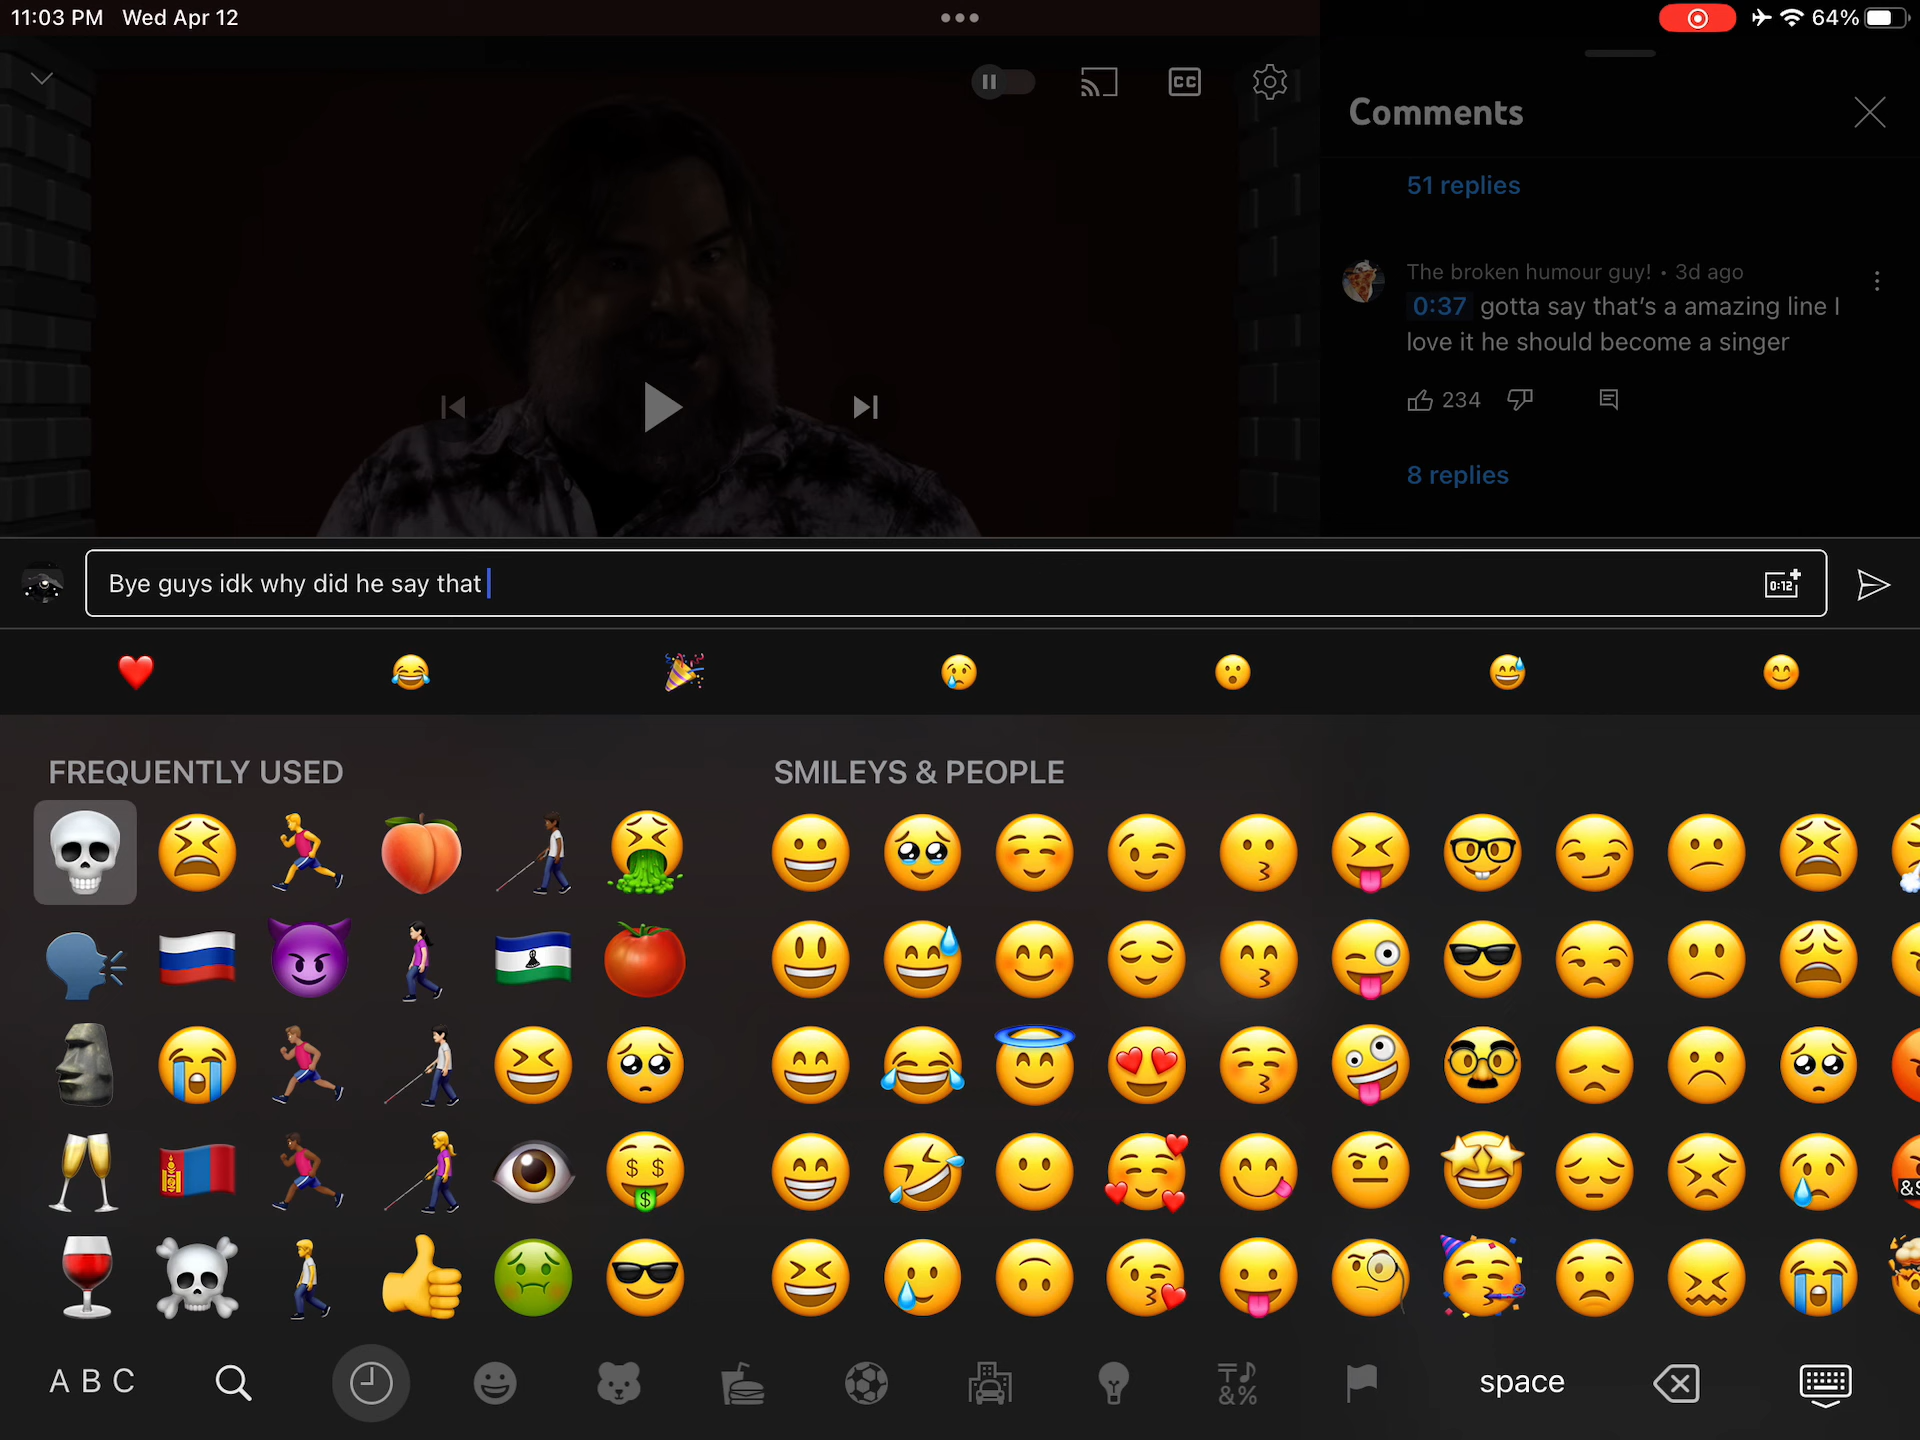 11:03 PM Wed Apr 12
64%
CC
Comments
51 replies
The broken humour guy! • 3d ago
0:37 gotta say that’s a amazing line I
love it he should become a singer
234
8 replies
Bye guys idk why did he say that
0:12
FREQUENTLY USED
SMILEYS & PEOPLE
ABC
space